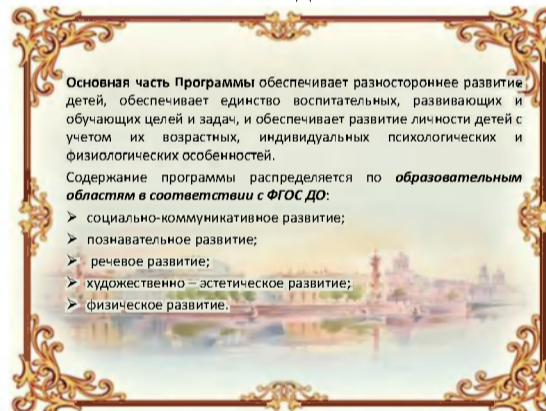 Основная часть Программы обеспечивает разностороннее развитие
детей, обеспечивает единство воспитательных, развивающих и
обучающих целей и задач, и обеспечивает развитие личности детей с
учетом их возрастных, индивидуальных психологических и
физиологических особенностей.
Содержание программы распределяется по образовательным
областям в соответствии с ФГОС ДО:
➢ социально-коммуникативное развитие;
➢ познавательное развитие;
➢ речевое развитие;
➢ художественно – эстетическое развитие;
➢ физическое развитие.